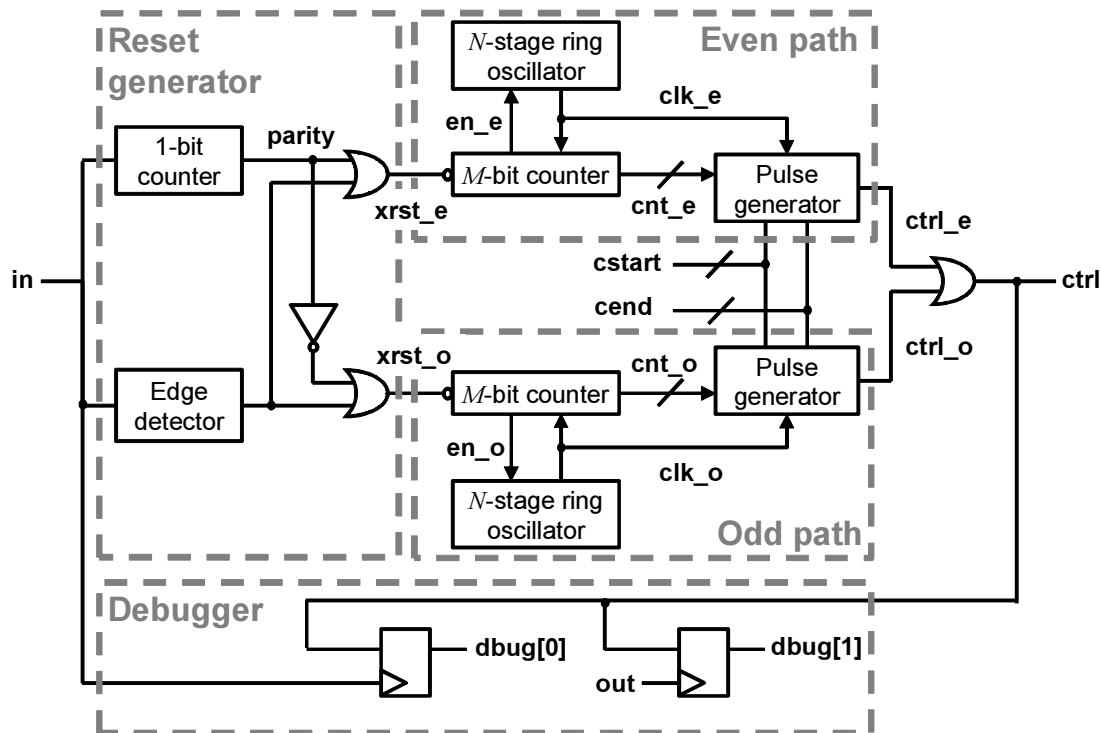 Reset
generator
Even path
N-stage ring
oscillator
clk_e
en_e
1-bit
counter
parity
M-bit counter
Pulse
generator
xrst_e
cnt_e
ctrl_e
cstart
in
ctrl
cend
ctrl_o
xrst_o
cnt_o
Edge
detector
M-bit counter
Pulse
generator
en_o
clk_o
N-stage ring
oscillator
Odd path
Debugger
dbug[0]
dbug[1]
out